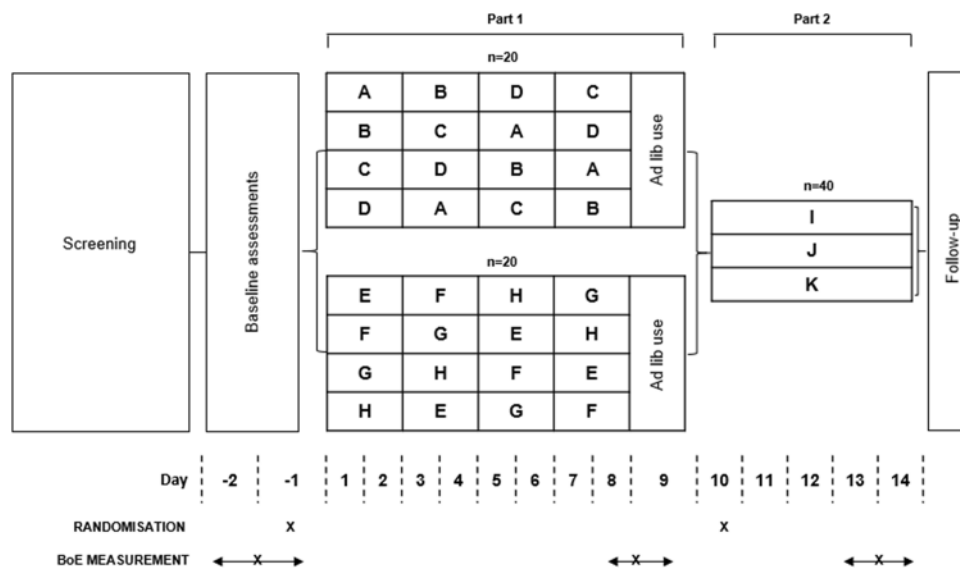 Part 1
Part 2
n=20
Screening
Baseline assessments
A B D C
B C A D
C D B A
D A C B
Ad lib use
n=20
E F H G
F G E H
G H F E
H E G F
Ad lib use
n=40
I
J
K
Follow-up
Day -2 -1 1 2 3 4 5 6 7 8 9 10 11 12 13 14
RANDOMISATION X X
BoE MEASUREMENT X X X